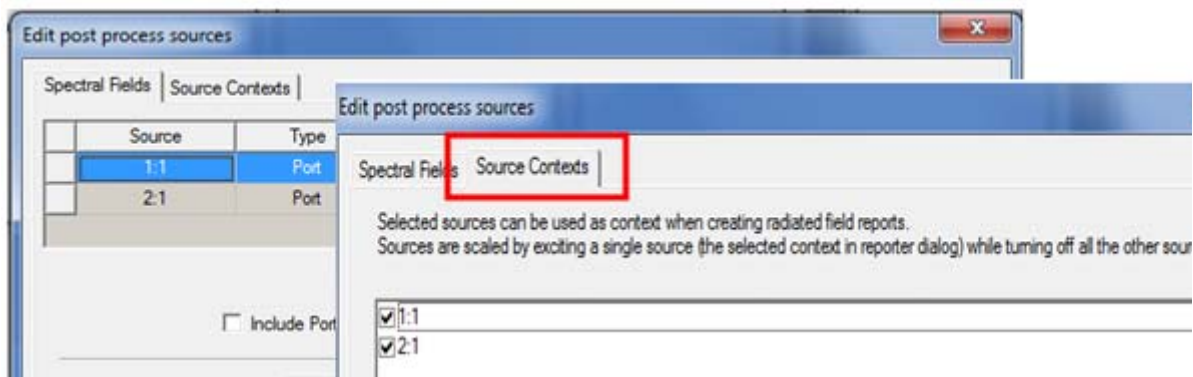 Edit post process sources
Spectral Fields Source Contexts
Source Type
1:1 Port
2:1 Port
Include Port
Edit post process sources
Spectral Fields Source Contexts
Selected sources can be used as context when creating radiated field reports.
Sources are scaled by exciting a single source (the selected context in reporter dialog) while turning off all the other sour
1:1
2:1